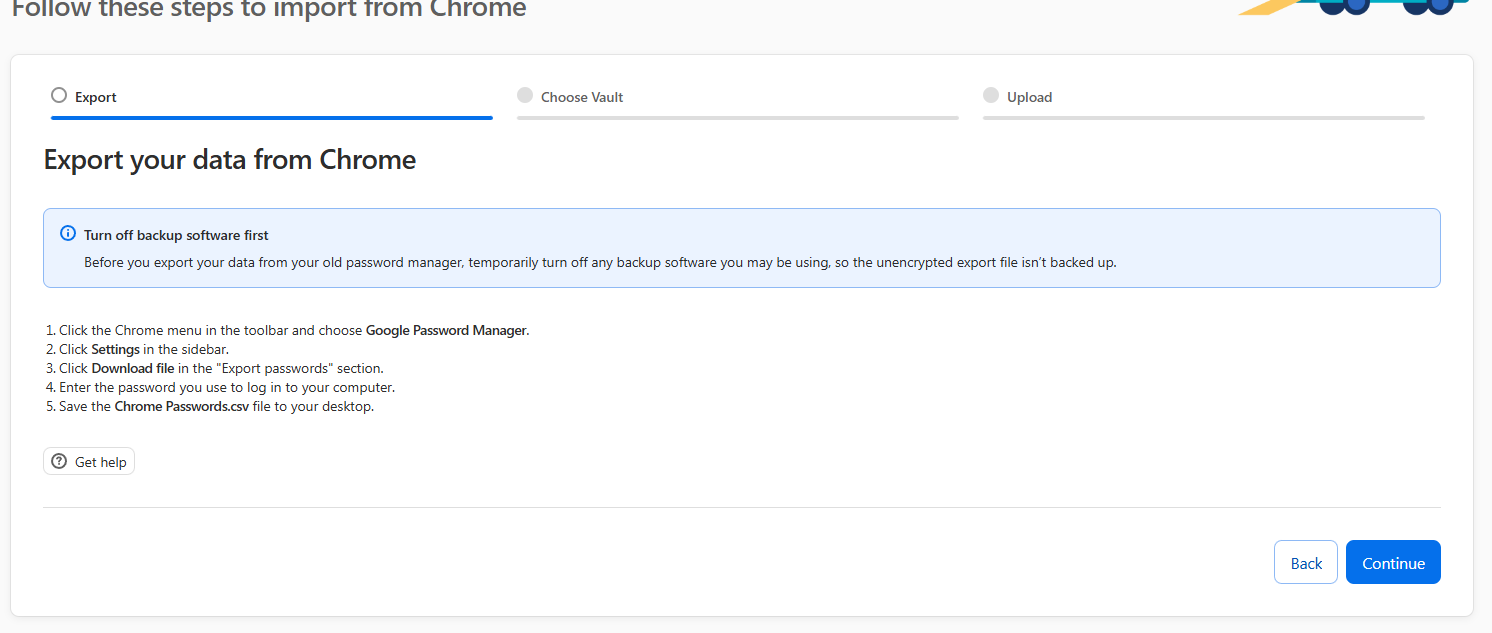 Follow these steps to import from Chrome
Export
Choose Vault
Upload
Export your data from Chrome
Turn off backup software first
Before you export your data from your old password manager, temporarily turn off any backup software you may be using, so the unencrypted export file isn't backed up.
1. Click the Chrome menu in the toolbar and choose Google Password Manager.
2. Click Settings in the sidebar.
3. Click Download file in the "Export passwords" section.
4. Enter the password you use to log in to your computer.
5. Save the Chrome Passwords.csv file to your desktop.
Get help
Back
Continue